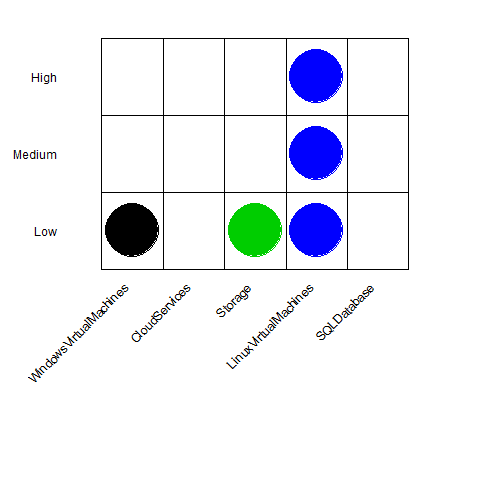 High
Medium
Low
WindowsVirtualMachines
CloudServices
Storage
LinuxVirtualMachines
SQLDatabase